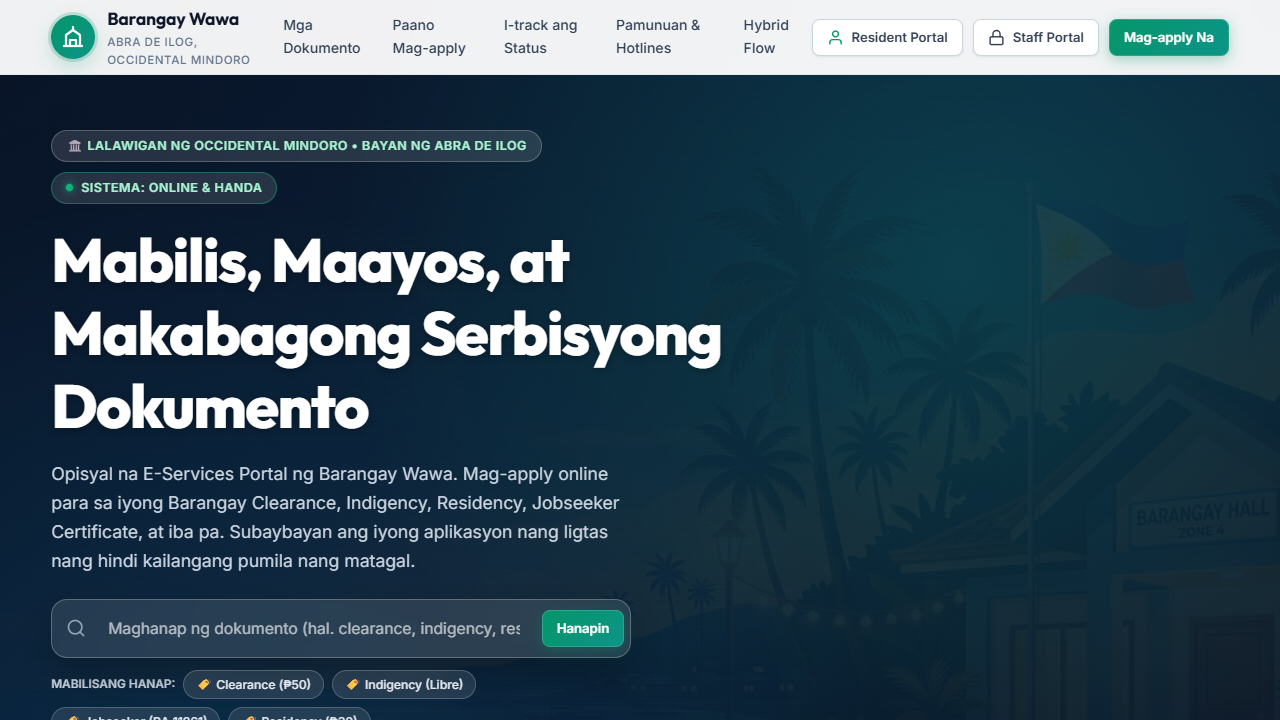 Barangay Wawa
ABRA DE ILOG,
OCCIDENTAL MINDORO
Mga
Dokumento
Paano
Mag-apply
I-track ang
Status
Pamunuan &
Hotlines
Hybrid
Flow
Resident Portal
Staff Portal
Mag-apply Na
LALAWIGAN NG OCCIDENTAL MINDORO • BAYAN NG ABRA DE ILOG
SISTEMA: ONLINE & HANDA
Mabilis, Maayos, at
Makabagong Serbisyong
Dokumento
Opisyal na E-Services Portal ng Barangay Wawa. Mag-apply online
para sa iyong Barangay Clearance, Indigency, Residency, Jobseeker
Certificate, at iba pa. Subaybayan ang iyong aplikasyon nang ligtas
nang hindi kailangang pumila nang matagal.
Maghanap ng dokumento (hal. clearance, indigency, res
Hanapin
MABILISANG HANAP:
Clearance (₱50)
Indigency (Libre)
Jobseeker (RA 11261)
BARANGAY HALL
ZONE 4